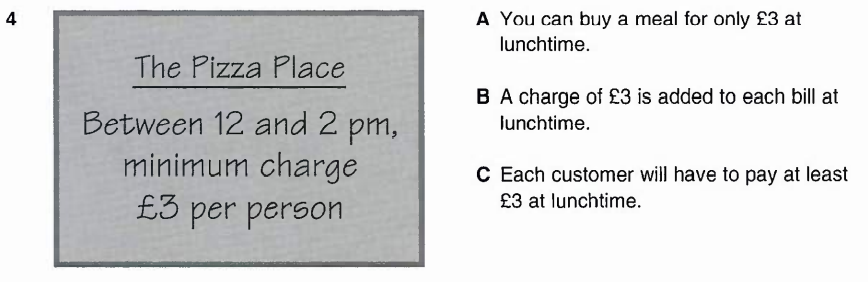 4
The Pizza Place
Between 12 and 2 pm,
minimum charge
£3 per person
A You can buy a meal for only £3 at
lunchtime.
B A charge of £3 is added to each bill at
lunchtime.
C Each customer will have to pay at least
£3 at lunchtime.